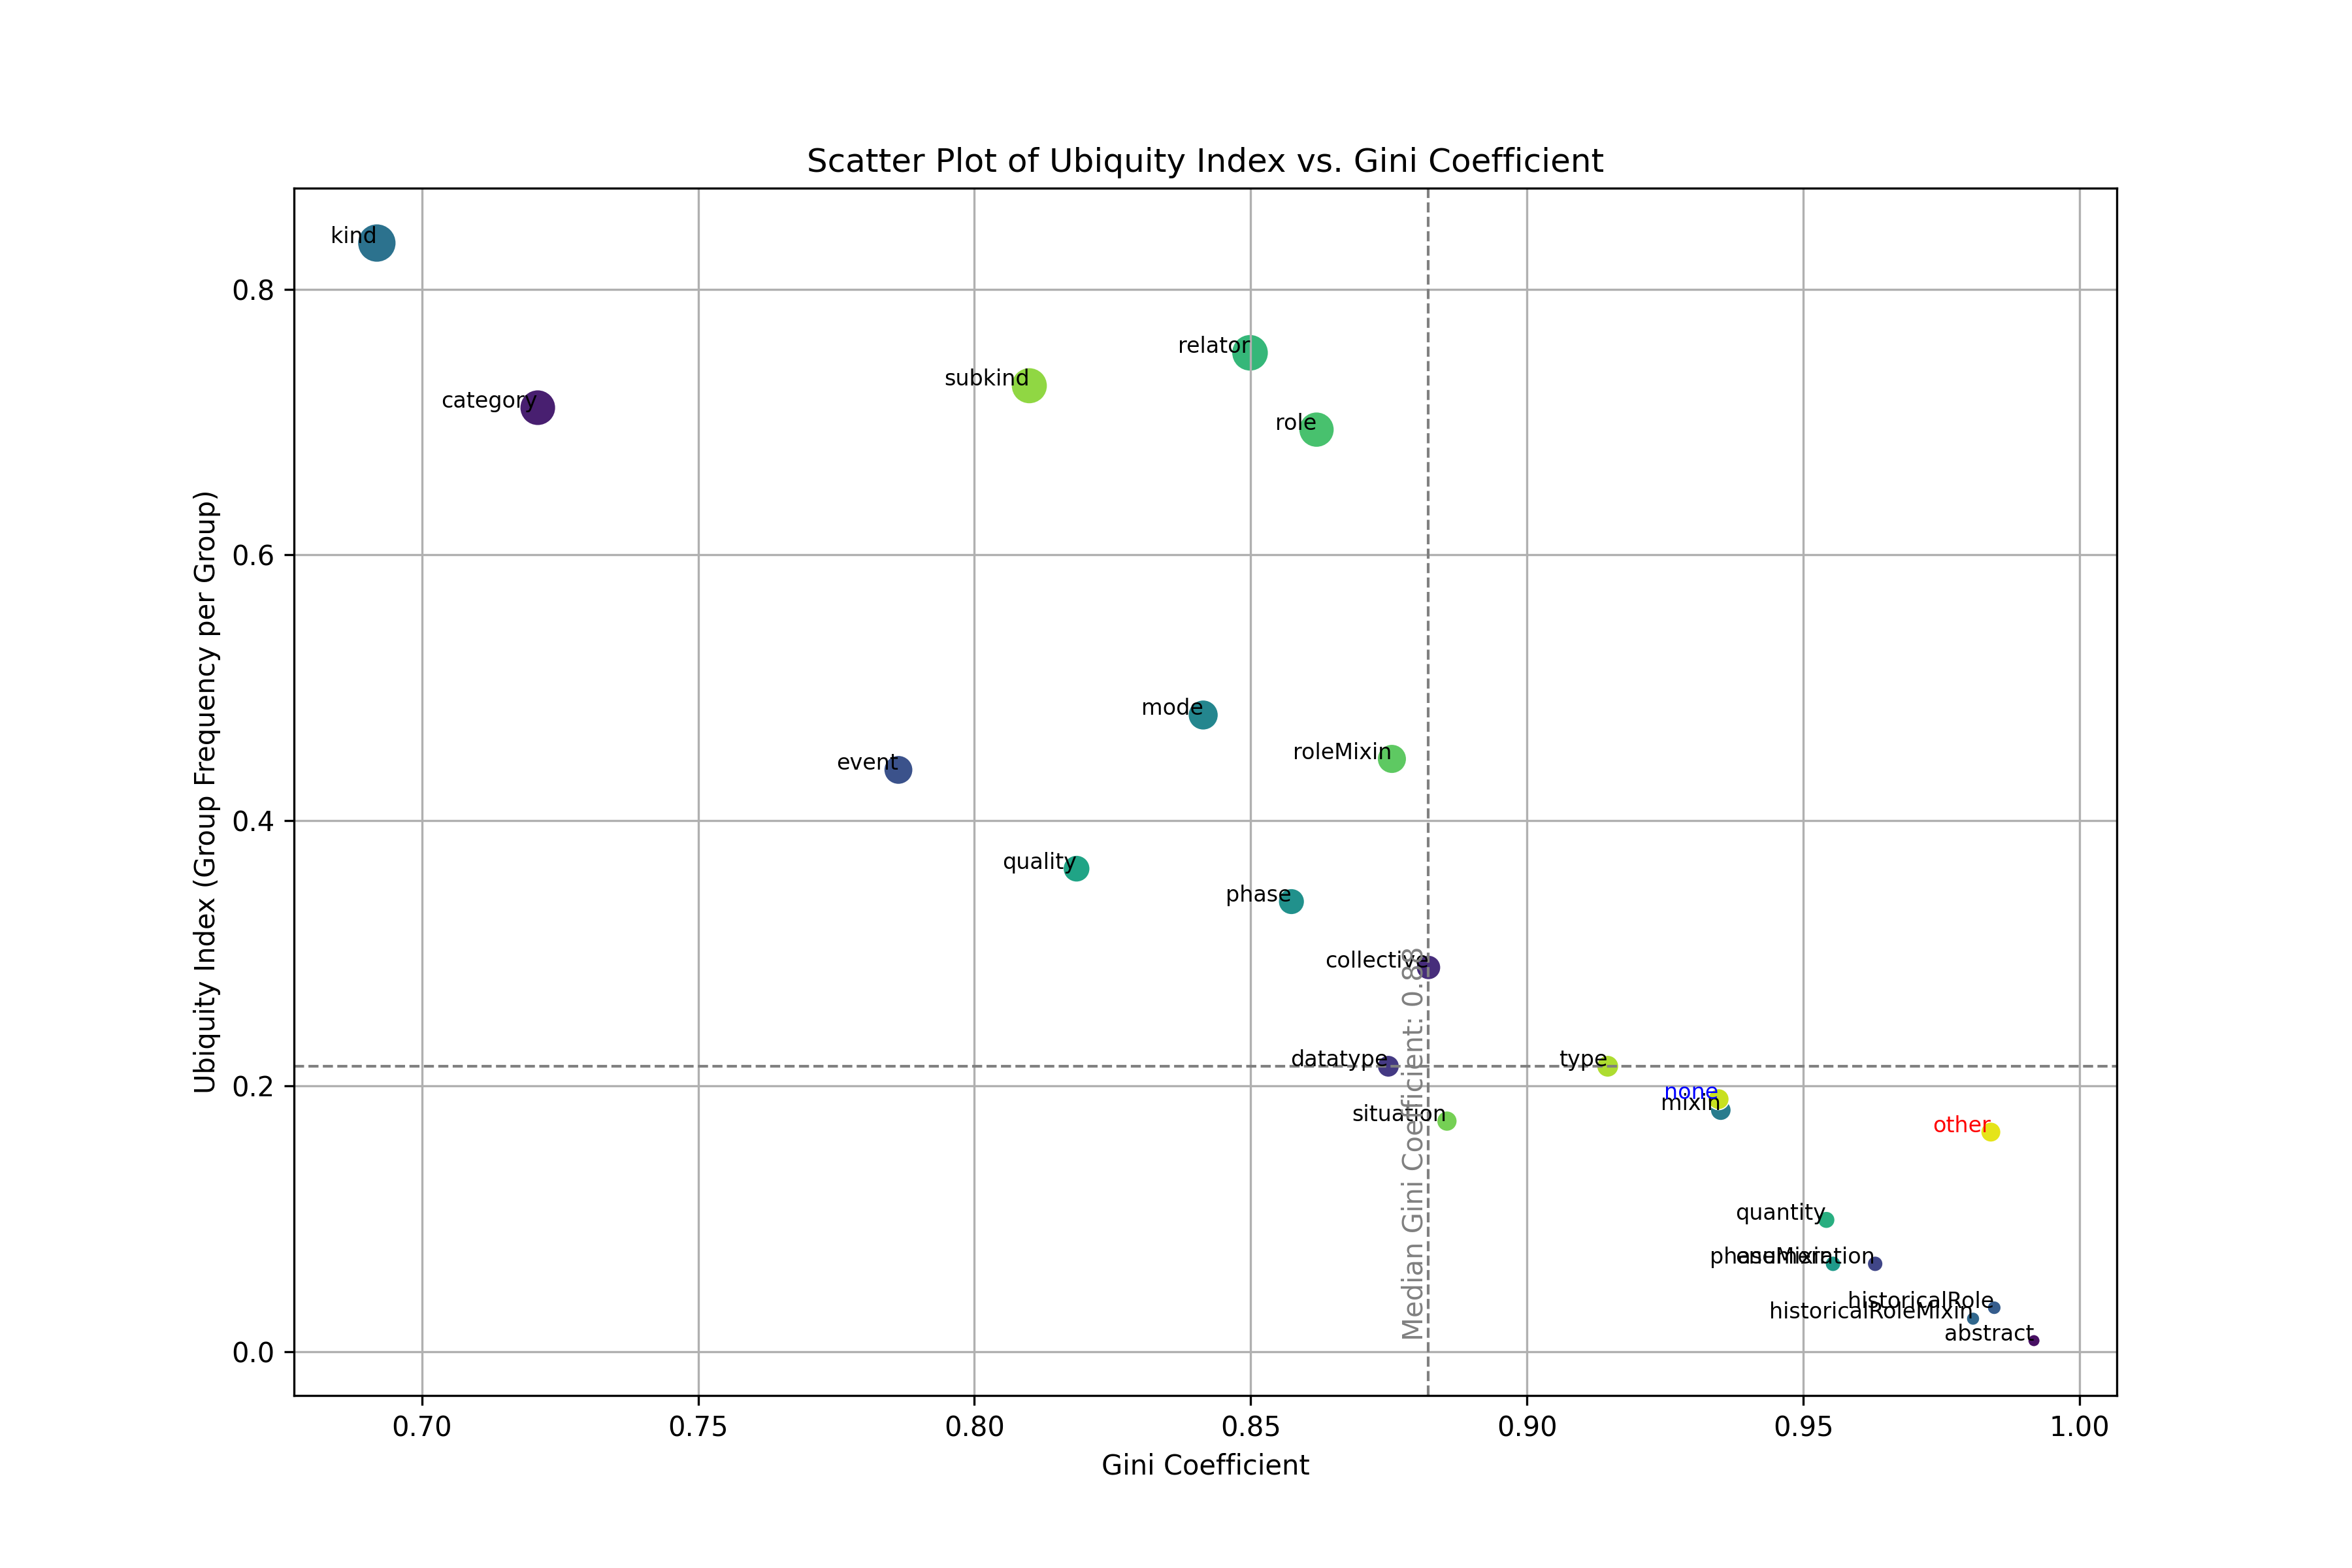 Scatter Plot of Ubiquity Index vs. Gini Coefficient
Ubiquity Index (Group Frequency per Group)
0.8
0.6
0.4
0.2
0.0
kind
relator
subkind
category
role
mode
roleMixin
event
quality
phase
collective
datatype
type
none
mixin
situation
other
quantity
phaseMixin
enumeration
historicalRole
historicalRoleMixin
abstract
Median Gini Coefficient: 0.88
0.70
0.75
0.80
0.85
0.90
0.95
1.00
Gini Coefficient